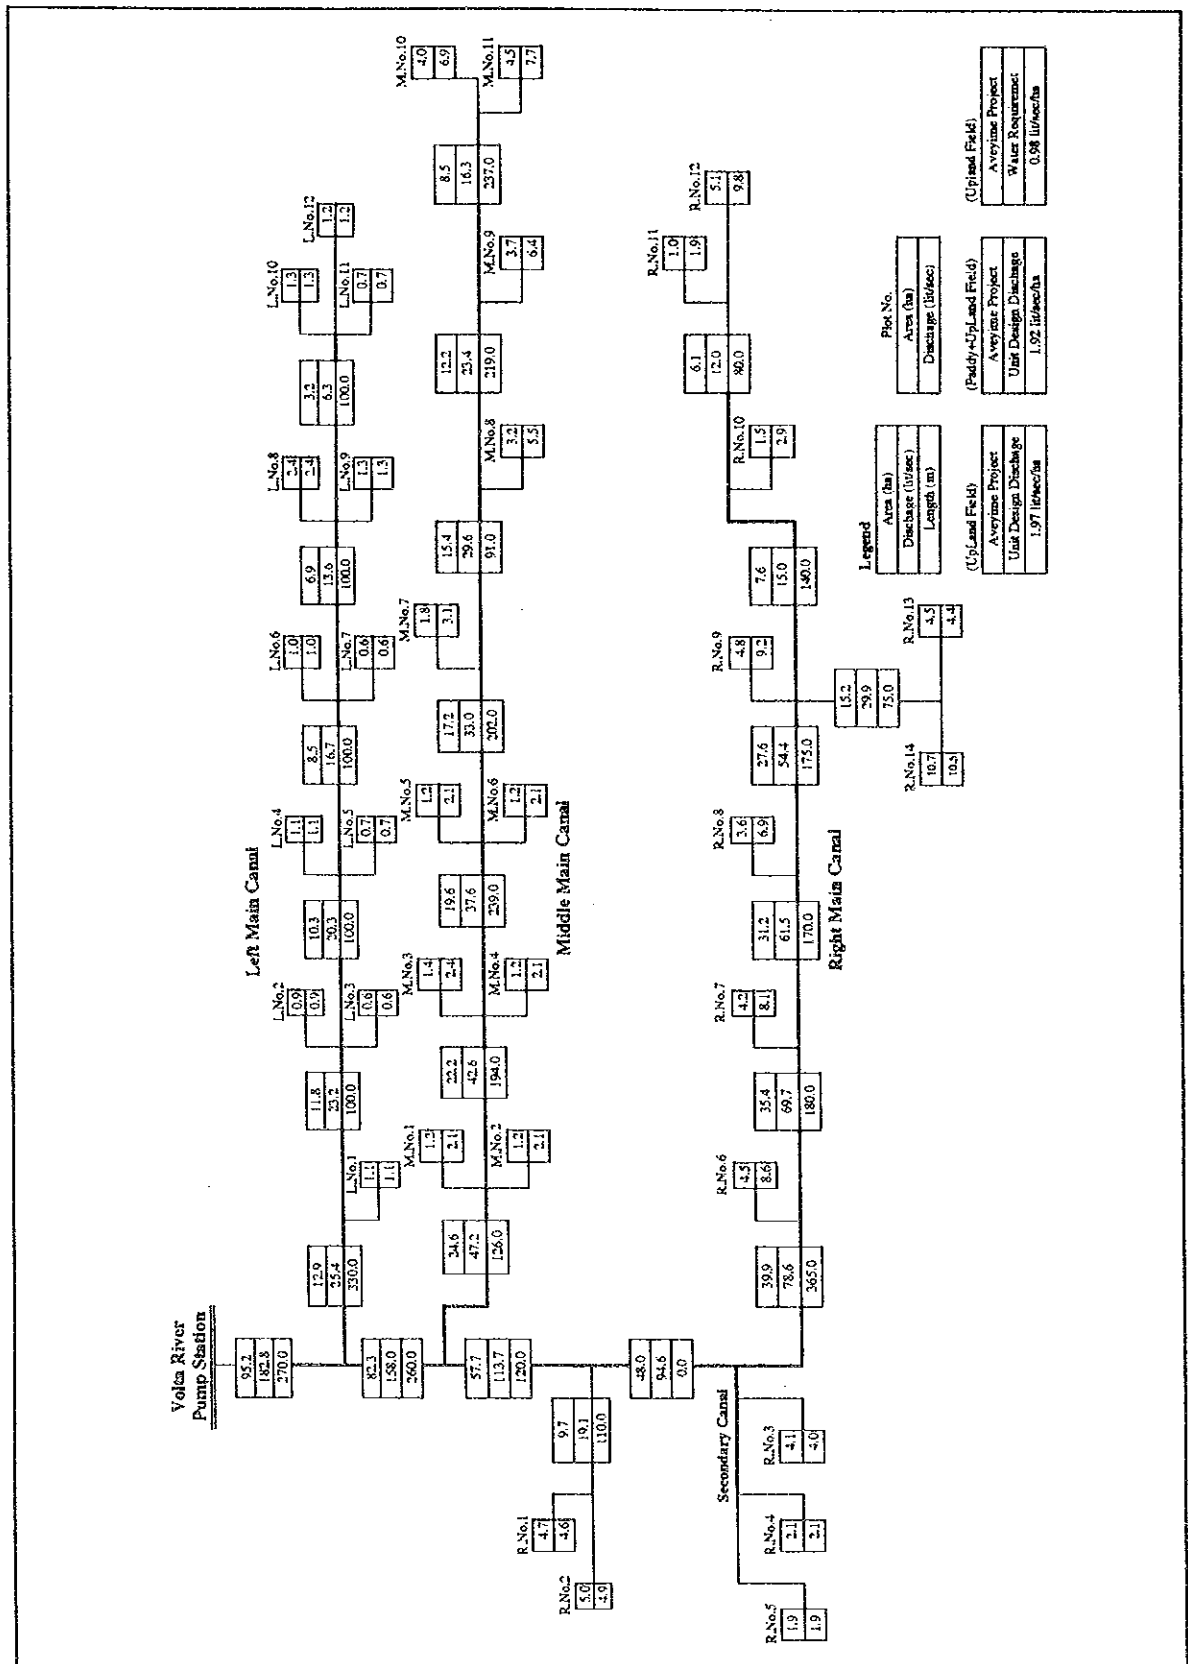 Volta River
Pump Station
95.2
182.8
270.0
82.3
158.0
260.0
57.7
113.7
120.0
48.0
94.6
0.0
Left Main Canal
12.9
25.4
330.0
L.No.1
1.1
1.1
11.8
23.2
100.0
L.No.2
0.9
0.9
L.No.3
0.6
0.6
10.3
20.3
100.0
L.No.4
1.1
1.1
L.No.5
0.7
0.7
8.5
16.7
100.0
L.No.6
1.0
1.0
L.No.7
0.6
0.6
6.9
13.6
100.0
L.No.8
2.4
2.4
L.No.9
1.3
1.3
3.2
6.3
100.0
L.No.10
1.3
1.3
L.No.11
0.7
0.7
L.No.12
1.2
1.2
Middle Main Canal
24.6
47.2
126.0
M.No.1
1.2
2.1
M.No.2
1.2
2.1
22.2
42.6
194.0
M.No.3
1.4
2.4
M.No.4
1.2
2.1
19.6
37.6
239.0
M.No.5
1.2
2.1
M.No.6
1.2
2.1
17.2
33.0
202.0
M.No.7
1.8
3.1
15.4
29.6
91.0
M.No.8
3.2
5.5
12.2
23.4
219.0
M.No.9
3.7
6.4
8.5
16.3
237.0
M.No.10
4.0
6.9
M.No.11
4.5
7.7
9.7
19.1
110.0
R.No.1
4.7
4.6
R.No.2
5.0
4.9
Secondary Canal
R.No.3
4.1
4.0
R.No.4
2.1
2.1
R.No.5
1.9
1.9
Right Main Canal
39.9
78.6
365.0
R.No.6
4.5
8.6
35.4
69.7
180.0
R.No.7
4.2
8.1
31.2
61.5
170.0
R.No.8
3.6
6.9
27.6
54.4
175.0
R.No.9
4.8
9.2
15.2
29.9
75.0
R.No.14
10.7
10.5
R.No.13
4.5
4.4
7.6
15.0
140.0
R.No.10
1.5
2.9
6.1
12.0
80.0
R.No.11
1.0
1.9
R.No.12
5.1
9.8
Legend
Area (ha)
Discharge (lit/sec)
Length (m)
Plot No.
Area (ha)
Discharge (lit/sec)
(UpLand Field)
Aveyime Project
Unit Design Discharge
1.97 lit/sec/ha
(Paddy+UpLand Field)
Aveyime Project
Unit Design Discharge
1.92 lit/sec/ha
(Upland Field)
Aveyime Project
Water Requiremet
0.98 lit/sec/ha